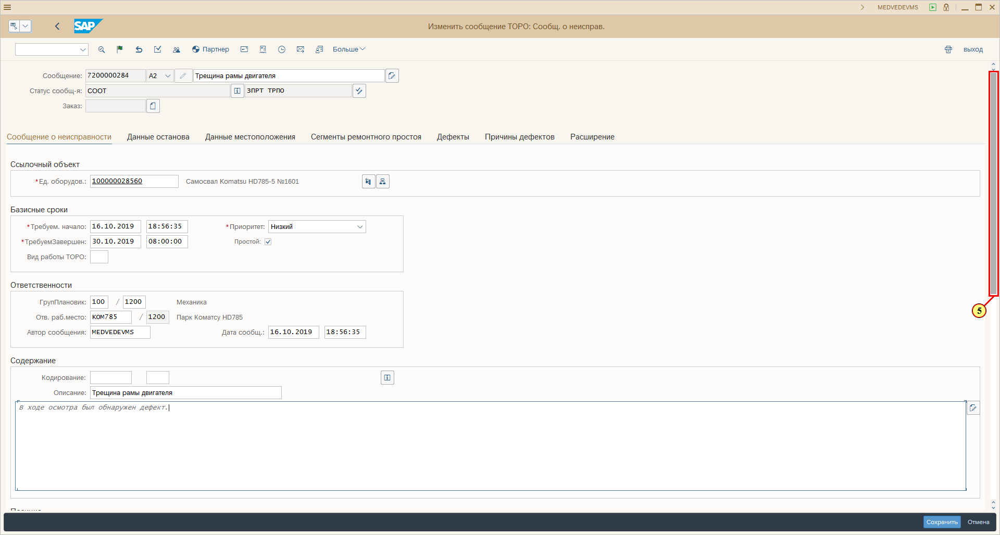 MEDVEDEVMS
SAP
Изменить сообщение ТОРО: Сообщ. о неисправ.
Партнер
Больше
выход
Сообщение: 7200000284 A2 Трещина рамы двигателя
Статус сообщ-я: СООТ ЗПРТ ТРПО
Заказ:
Сообщение о неисправности Данные останова Данные местоположения Сегменты ремонтного простоя Дефекты Причины дефектов Расширение
Ссылочный объект
*Ед. оборудов.: 100000028560 Самосвал Komatsu HD785-5 №1601
Базисные сроки
*Требуем. начало: 16.10.2019 18:56:35 *Приоритет: Низкий
*ТребуемЗавершен: 30.10.2019 08:00:00 Простой:
Вид работы ТОРО:
Ответственности
ГрупПлановик: 100 / 1200 Механика
Отв. раб.место: KOM785 / 1200 Парк Коматсу HD785
Автор сообщения: MEDVEDEVMS Дата сообщ.: 16.10.2019 18:56:35
5
Содержание
Кодирование:
Описание: Трещина рамы двигателя
В ходе осмотра был обнаружен дефект.
Сохранить Отмена